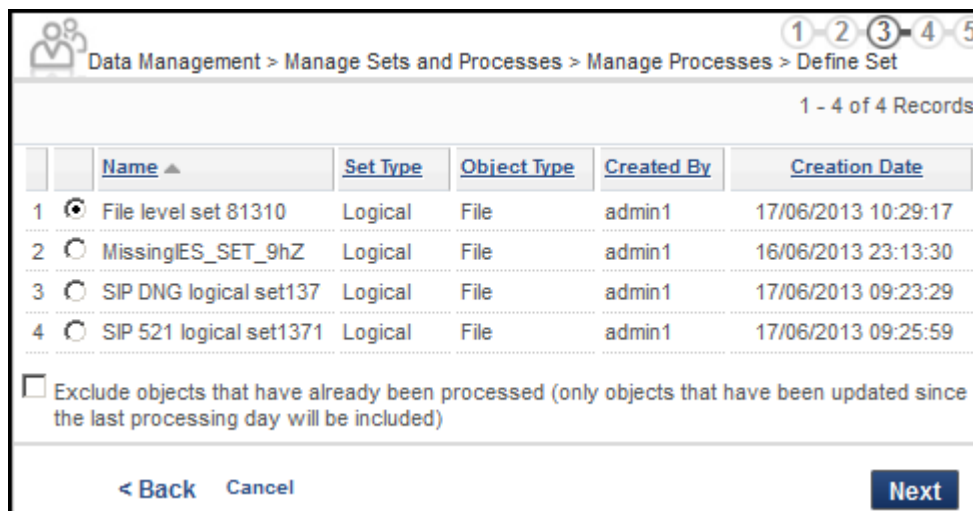 1 2 3 4 5
Data Management > Manage Sets and Processes > Manage Processes > Define Set
1 - 4 of 4 Records
Name Set Type Object Type Created By Creation Date
1 File level set 81310 Logical File admin1 17/06/2013 10:29:17
2 MissingIES_SET_9hZ Logical File admin1 16/06/2013 23:13:30
3 SIP DNG logical set137 Logical File admin1 17/06/2013 09:23:29
4 SIP 521 logical set1371 Logical File admin1 17/06/2013 09:25:59
Exclude objects that have already been processed (only objects that have been updated since
the last processing day will be included)
< Back Cancel Next